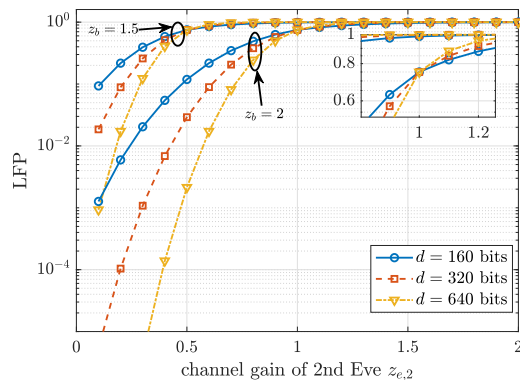 10^0
10^{-2}
10^{-4}
LFP
z_b = 1.5
z_b = 2
1
0.8
0.6
1
1.2
d = 160 bits
d = 320 bits
d = 640 bits
0
0.5
1
1.5
2
channel gain of 2nd Eve z_{e,2}